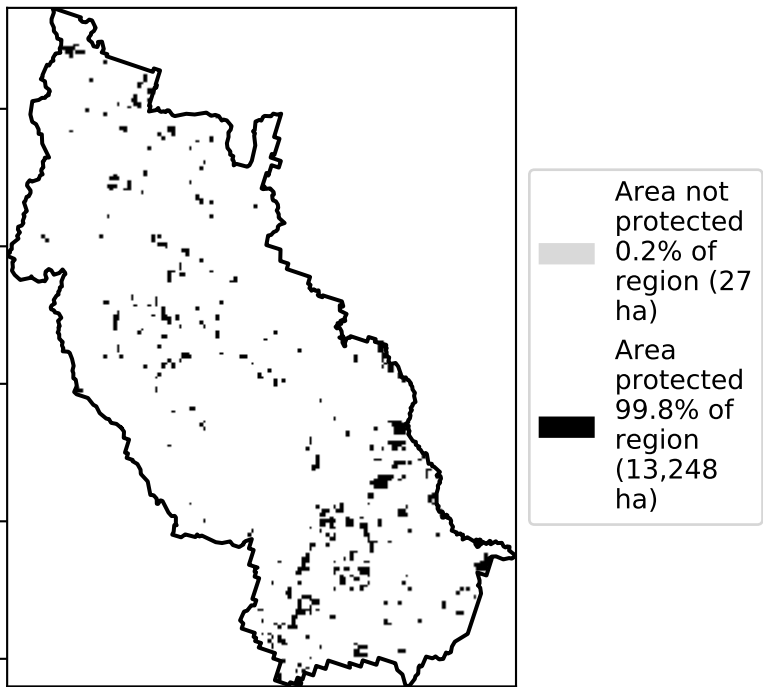 Area not
protected
0.2% of
region (27
ha)
Area
protected
99.8% of
region
(13,248
ha)